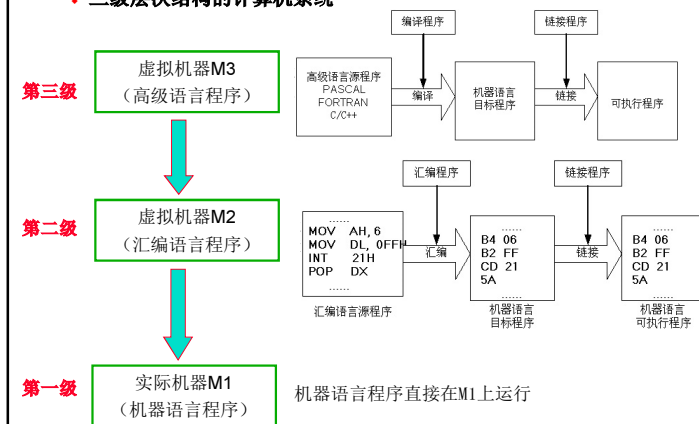 三级层状结构的计算机系统
第三级
虚拟机器M3
（高级语言程序）
编译程序
链接程序
高级语言源程序
PASCAL
FORTRAN
C/C++
编译
机器语言
目标程序
链接
可执行程序
第二级
虚拟机器M2
（汇编语言程序）
汇编程序
链接程序
......
MOV AH, 6
MOV DL, 0FFH
INT 21H
POP DX
......
汇编语言源程序
汇编
......
B4 06
B2 FF
CD 21
5A
......
机器语言
目标程序
链接
......
B4 06
B2 FF
CD 21
5A
......
机器语言
可执行程序
第一级
实际机器M1
（机器语言程序）
机器语言程序直接在M1上运行